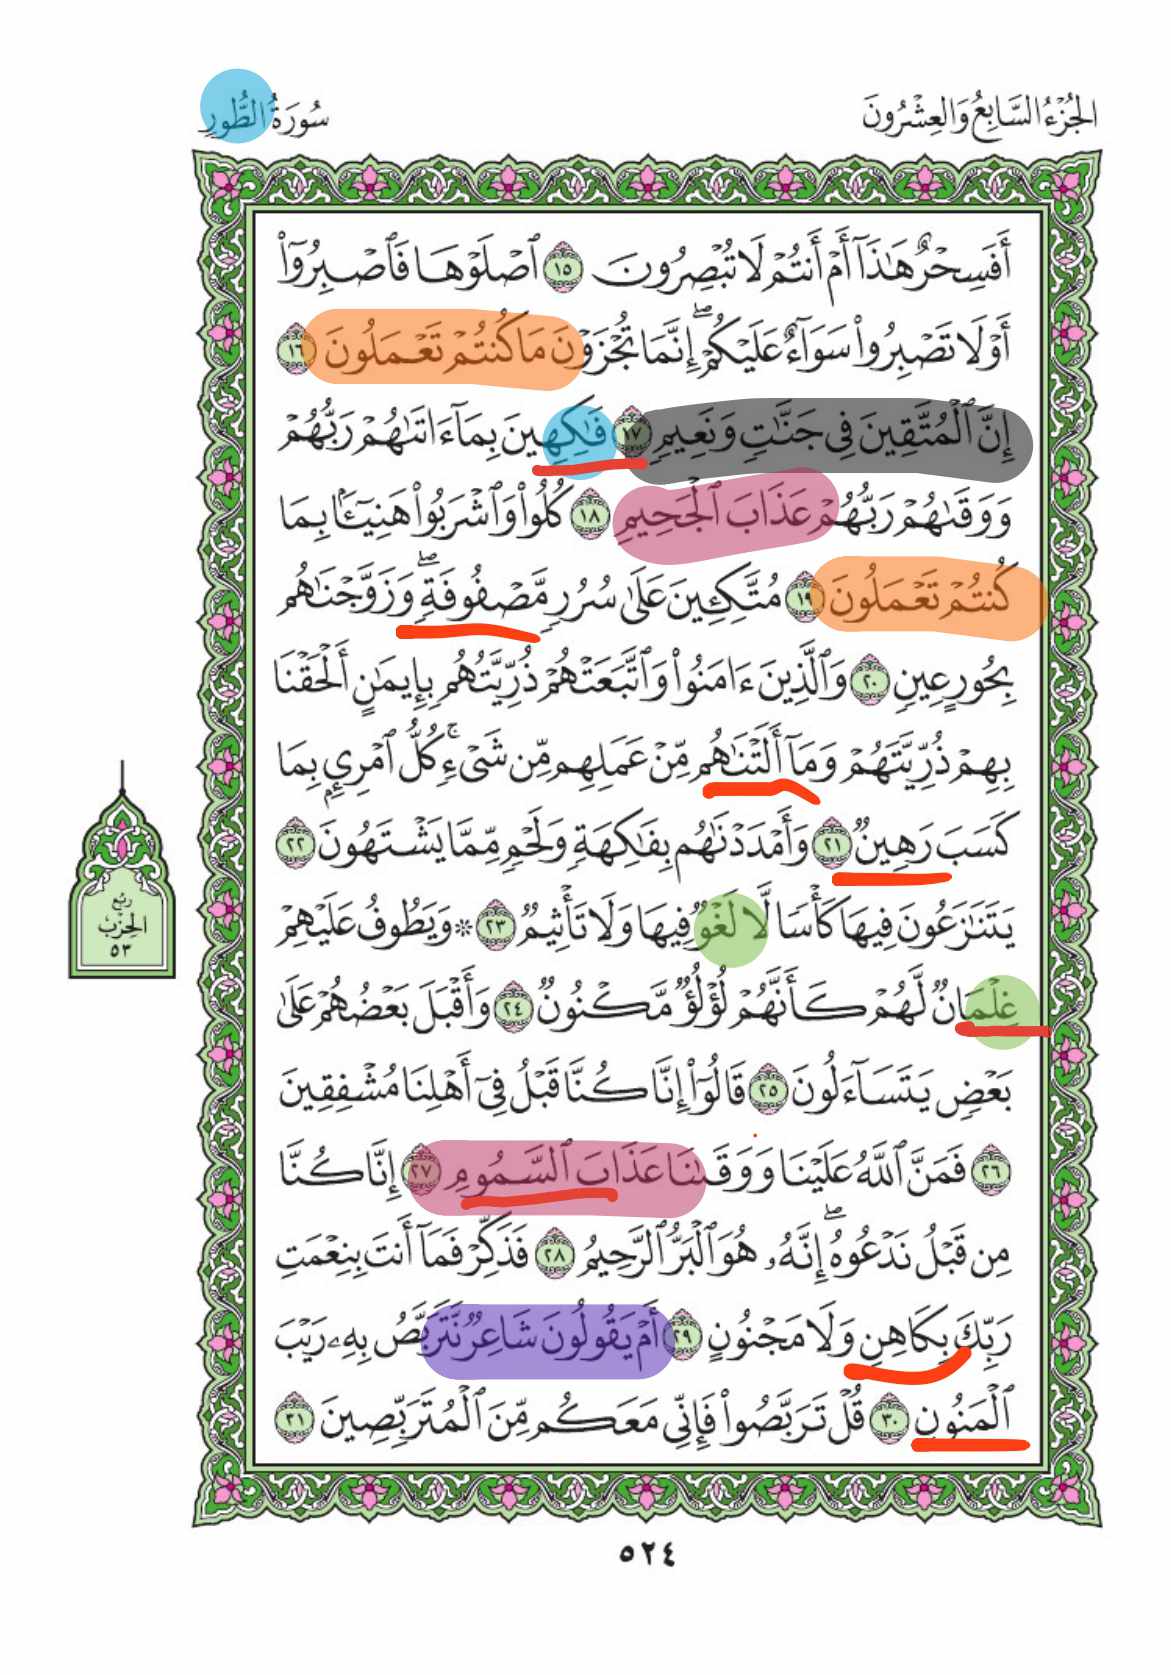 الجُزْءُ السَّابِعُ وَالعِشْرُونَ
سُورَةُ الطُّورِ
أَفَسِحْرٌ هَٰذَآ أَمْ أَنتُمْ لَا تُبْصِرُونَ ١٥ ٱصْلَوْهَا فَٱصْبِرُوٓا۟
أَوْ لَا تَصْبِرُوا۟ سَوَآءٌ عَلَيْكُمْ ۖ إِنَّمَا تُجْزَوْنَ مَا كُنتُمْ تَعْمَلُونَ ١٦
إِنَّ ٱلْمُتَّقِينَ فِى جَنَّٰتٍ وَنَعِيمٍ ١٧ فَٰكِهِينَ بِمَآ ءَاتَىٰهُمْ رَبُّهُمْ
وَوَقَىٰهُمْ رَبُّهُمْ عَذَابَ ٱلْجَحِيمِ ١٨ كُلُوا۟ وَٱشْرَبُوا۟ هَنِيٓـًٔۢا بِمَا
كُنتُمْ تَعْمَلُونَ ١٩ مُتَّكِـِٔينَ عَلَىٰ سُرُرٍ مَّصْفُوفَةٍ ۖ وَزَوَّجْنَٰهُم
بِحُورٍ عِينٍ ٢٠ وَٱلَّذِينَ ءَامَنُوا۟ وَٱتَّبَعَتْهُمْ ذُرِّيَّتُهُم بِإِيمَٰنٍ أَلْحَقْنَا
بِهِمْ ذُرِّيَّتَهُمْ وَمَآ أَلَتْنَٰهُم مِّنْ عَمَلِهِم مِّن شَىْءٍ ۚ كُلُّ ٱمْرِئٍۭ بِمَا
كَسَبَ رَهِينٌ ٢١ وَأَمْدَدْنَٰهُم بِفَٰكِهَةٍ وَلَحْمٍ مِّمَّا يَشْتَهُونَ ٢٢
يَتَنَٰزَعُونَ فِيهَا كَأْسًا لَّا لَغْوٌ فِيهَا وَلَا تَأْثِيمٌ ٢٣ ۞ وَيَطُوفُ عَلَيْهِمْ
غِلْمَانٌ لَّهُمْ كَأَنَّهُمْ لُؤْلُؤٌ مَّكْنُونٌ ٢٤ وَأَقْبَلَ بَعْضُهُمْ عَلَىٰ
بَعْضٍ يَتَسَآءَلُونَ ٢٥ قَالُوٓا۟ إِنَّا كُنَّا قَبْلُ فِىٓ أَهْلِنَا مُشْفِقِينَ
٢٦ فَمَنَّ ٱللَّهُ عَلَيْنَا وَوَقَىٰنَا عَذَابَ ٱلسَّمُومِ ٢٧ إِنَّا كُنَّا
مِن قَبْلُ نَدْعُوهُ ۖ إِنَّهُۥ هُوَ ٱلْبَرُّ ٱلرَّحِيمُ ٢٨ فَذَكِّرْ فَمَآ أَنتَ بِنِعْمَتِ
رَبِّكَ بِكَاهِنٍ وَلَا مَجْنُونٍ ٢٩ أَمْ يَقُولُونَ شَاعِرٌ نَّتَرَبَّصُ بِهِۦ رَيْبَ
ٱلْمَنُونِ ٣٠ قُلْ تَرَبَّصُوا۟ فَإِنِّى مَعَكُم مِّنَ ٱلْمُتَرَبِّصِينَ ٣١
رُبْع
الحِزْب
٥٣
٥٢٤